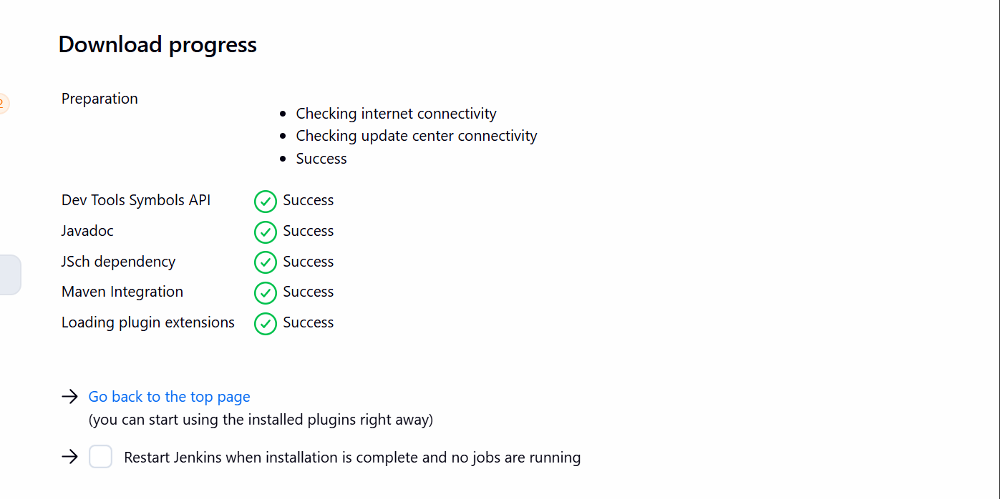 Download progress
2
Preparation
Checking internet connectivity
Checking update center connectivity
Success
Dev Tools Symbols API Success
Javadoc Success
JSch dependency Success
Maven Integration Success
Loading plugin extensions Success
Go back to the top page
(you can start using the installed plugins right away)
Restart Jenkins when installation is complete and no jobs are running